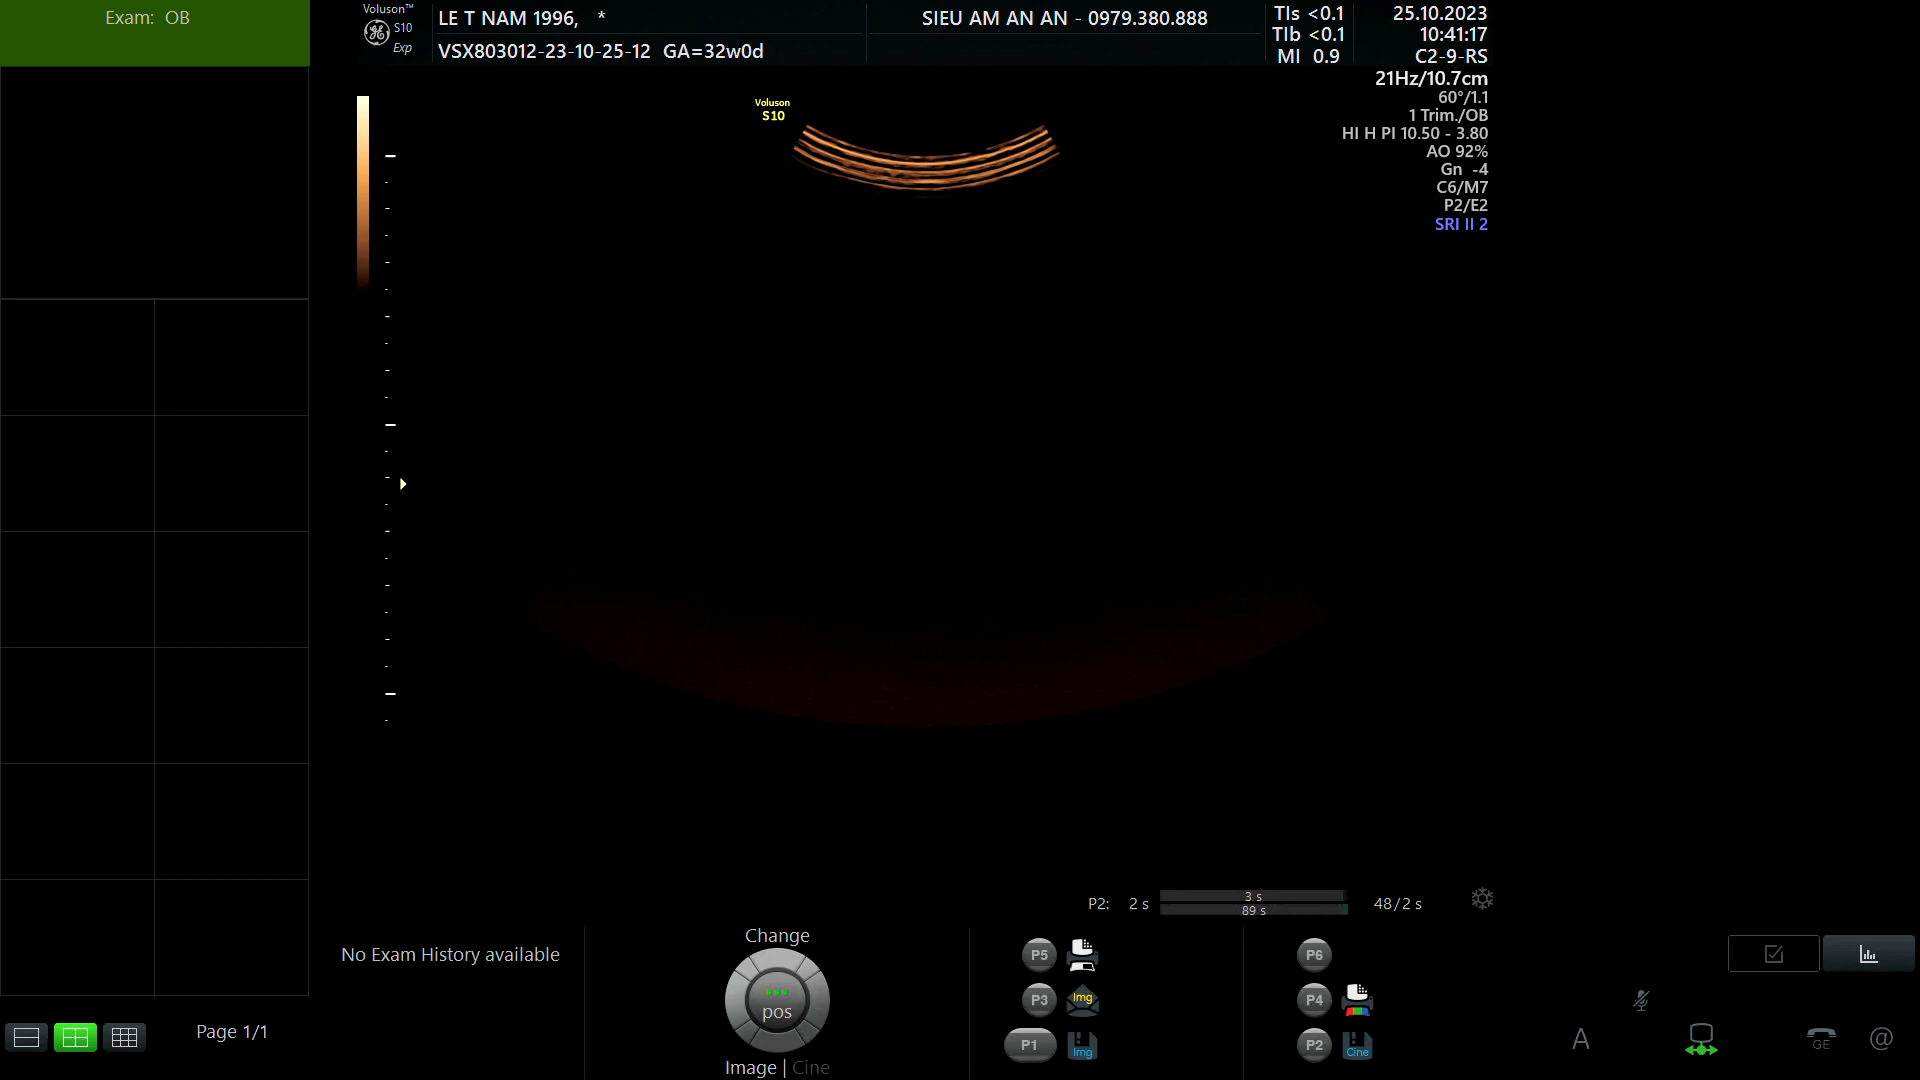 Exam: OB
Voluson™
S10
Exp
LE T NAM 1996, *
VSX803012-23-10-25-12 GA=32w0d
SIEU AM AN AN - 0979.380.888
TIs <0.1
TIb <0.1
MI 0.9
25.10.2023
10:41:17
C2-9-RS
21Hz/10.7cm
60°/1.1
1 Trim./OB
HI H PI 10.50 - 3.80
AO 92%
Gn -4
C6/M7
P2/E2
SRI II 2
Voluson
S10
P2: 2 s
3 s
89 s
48/2 s
No Exam History available
Change
pos
Image | Cine
P5
P3 Img
P1 Img
P6
P4
P2 Cine
Page 1/1
A
GE
@